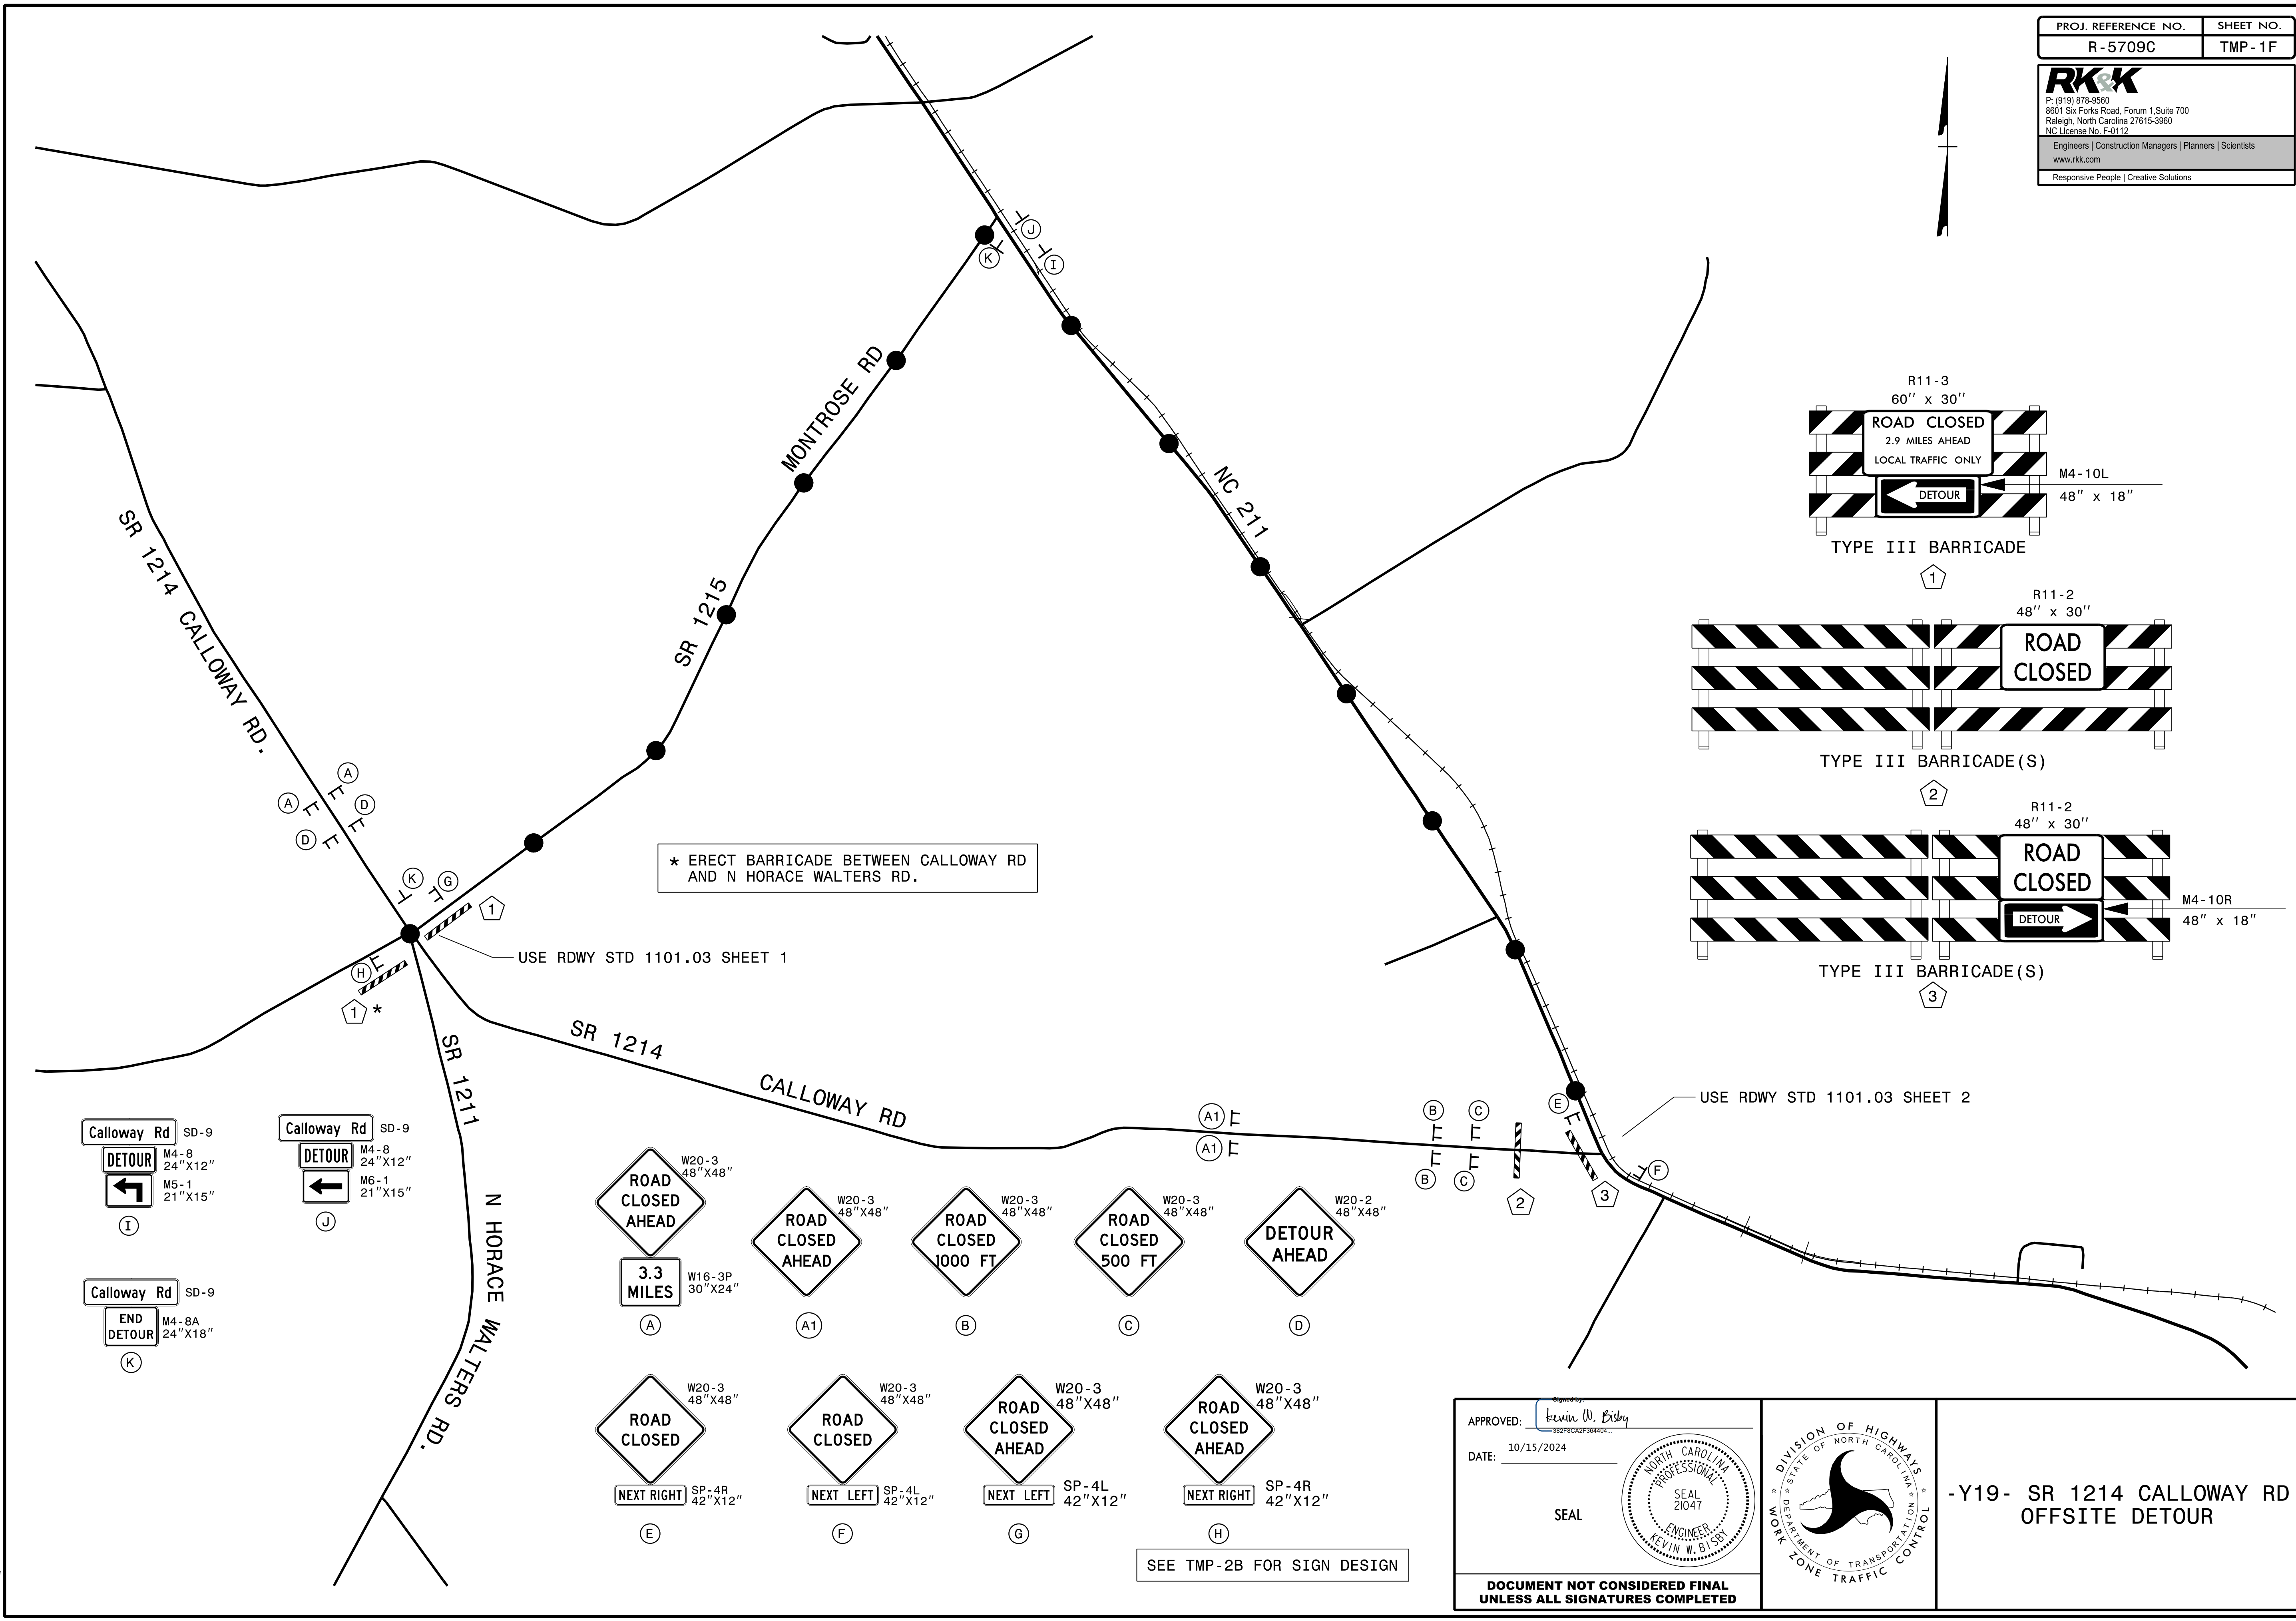 PROJ. REFERENCE NO. SHEET NO.
R-5709C TMP-1F
RK&K
P: (919) 878-9560
8601 Six Forks Road, Forum 1,Suite 700
Raleigh, North Carolina 27615-3960
NC License No. F-0112
Engineers | Construction Managers | Planners | Scientists
www.rkk.com
Responsive People | Creative Solutions
J
K
I
MONTROSE RD
NC 211
SR 1215
SR 1214 CALLOWAY RD.
A
A
D
D
K
G
1
H
1 *
* ERECT BARRICADE BETWEEN CALLOWAY RD
AND N HORACE WALTERS RD.
USE RDWY STD 1101.03 SHEET 1
SR 1214
CALLOWAY RD
SR 1211
N HORACE WALTERS RD.
A1
A1
B
C
B
C
E
2
3
F
USE RDWY STD 1101.03 SHEET 2
R11-3
60'' x 30''
ROAD CLOSED
2.9 MILES AHEAD
LOCAL TRAFFIC ONLY
DETOUR
M4-10L
48" x 18"
TYPE III BARRICADE
1
R11-2
48'' x 30''
ROAD
CLOSED
TYPE III BARRICADE(S)
2
R11-2
48'' x 30''
ROAD
CLOSED
DETOUR
M4-10R
48" x 18"
TYPE III BARRICADE(S)
3
Calloway Rd SD-9
DETOUR M4-8
24"X12"
M5-1
21"X15"
I
Calloway Rd SD-9
DETOUR M4-8
24"X12"
M6-1
21"X15"
J
Calloway Rd SD-9
END
DETOUR
M4-8A
24"X18"
K
W20-3
48"X48"
ROAD
CLOSED
AHEAD
3.3
MILES
W16-3P
30"X24"
A
W20-3
48"X48"
ROAD
CLOSED
AHEAD
A1
W20-3
48"X48"
ROAD
CLOSED
1000 FT
B
W20-3
48"X48"
ROAD
CLOSED
500 FT
C
W20-2
48"X48"
DETOUR
AHEAD
D
W20-3
48"X48"
ROAD
CLOSED
NEXT RIGHT
SP-4R
42"X12"
E
W20-3
48"X48"
ROAD
CLOSED
NEXT LEFT
SP-4L
42"X12"
F
W20-3
48"X48"
ROAD
CLOSED
AHEAD
NEXT LEFT
SP-4L
42"X12"
G
W20-3
48"X48"
ROAD
CLOSED
AHEAD
NEXT RIGHT
SP-4R
42"X12"
H
SEE TMP-2B FOR SIGN DESIGN
Signed by:
APPROVED: Kevin W. Bisby
382F8CA2F364404...
DATE: 10/15/2024
SEAL
NORTH CAROLINA
PROFESSIONAL
SEAL
21047
ENGINEER
KEVIN W. BISBY
DOCUMENT NOT CONSIDERED FINAL
UNLESS ALL SIGNATURES COMPLETED
DIVISION OF HIGHWAYS
STATE OF NORTH CAROLINA
DEPARTMENT OF TRANSPORTATION
WORK ZONE TRAFFIC CONTROL
-Y19- SR 1214 CALLOWAY RD
OFFSITE DETOUR